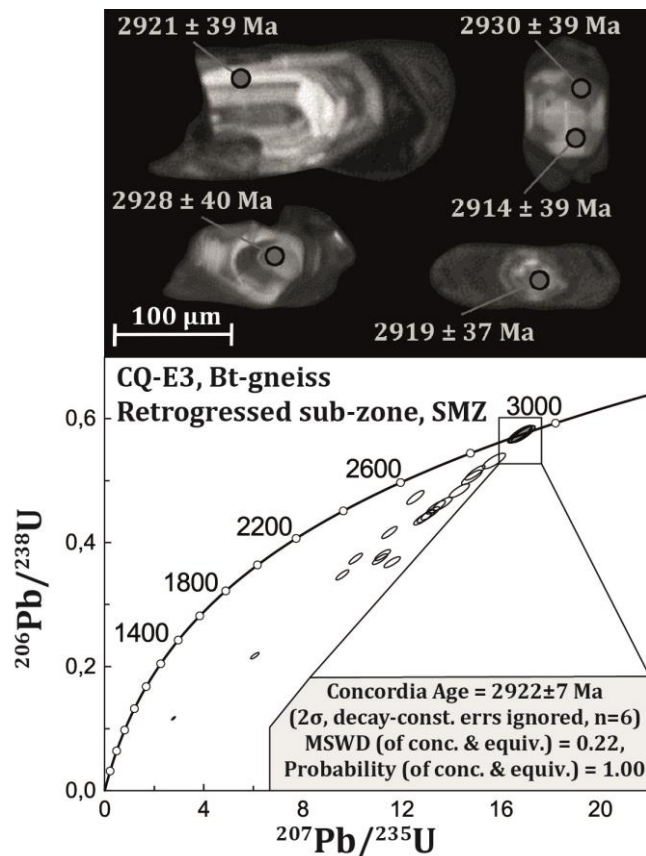 2921 ± 39 Ma
2930 ± 39 Ma
2928 ± 40 Ma
2914 ± 39 Ma
100 µm
2919 ± 37 Ma
CQ-E3, Bt-gneiss
Retrogressed sub-zone, SMZ
3000
2600
2200
1800
1400
0,6
0,4
0,2
0,0
²⁰⁶Pb/²³⁸U
Concordia Age = 2922±7 Ma
(2σ, decay-const. errs ignored, n=6)
MSWD (of conc. & equiv.) = 0.22,
Probability (of conc. & equiv.) = 1.00
0 4 8 12 16 20
²⁰⁷Pb/²³⁵U